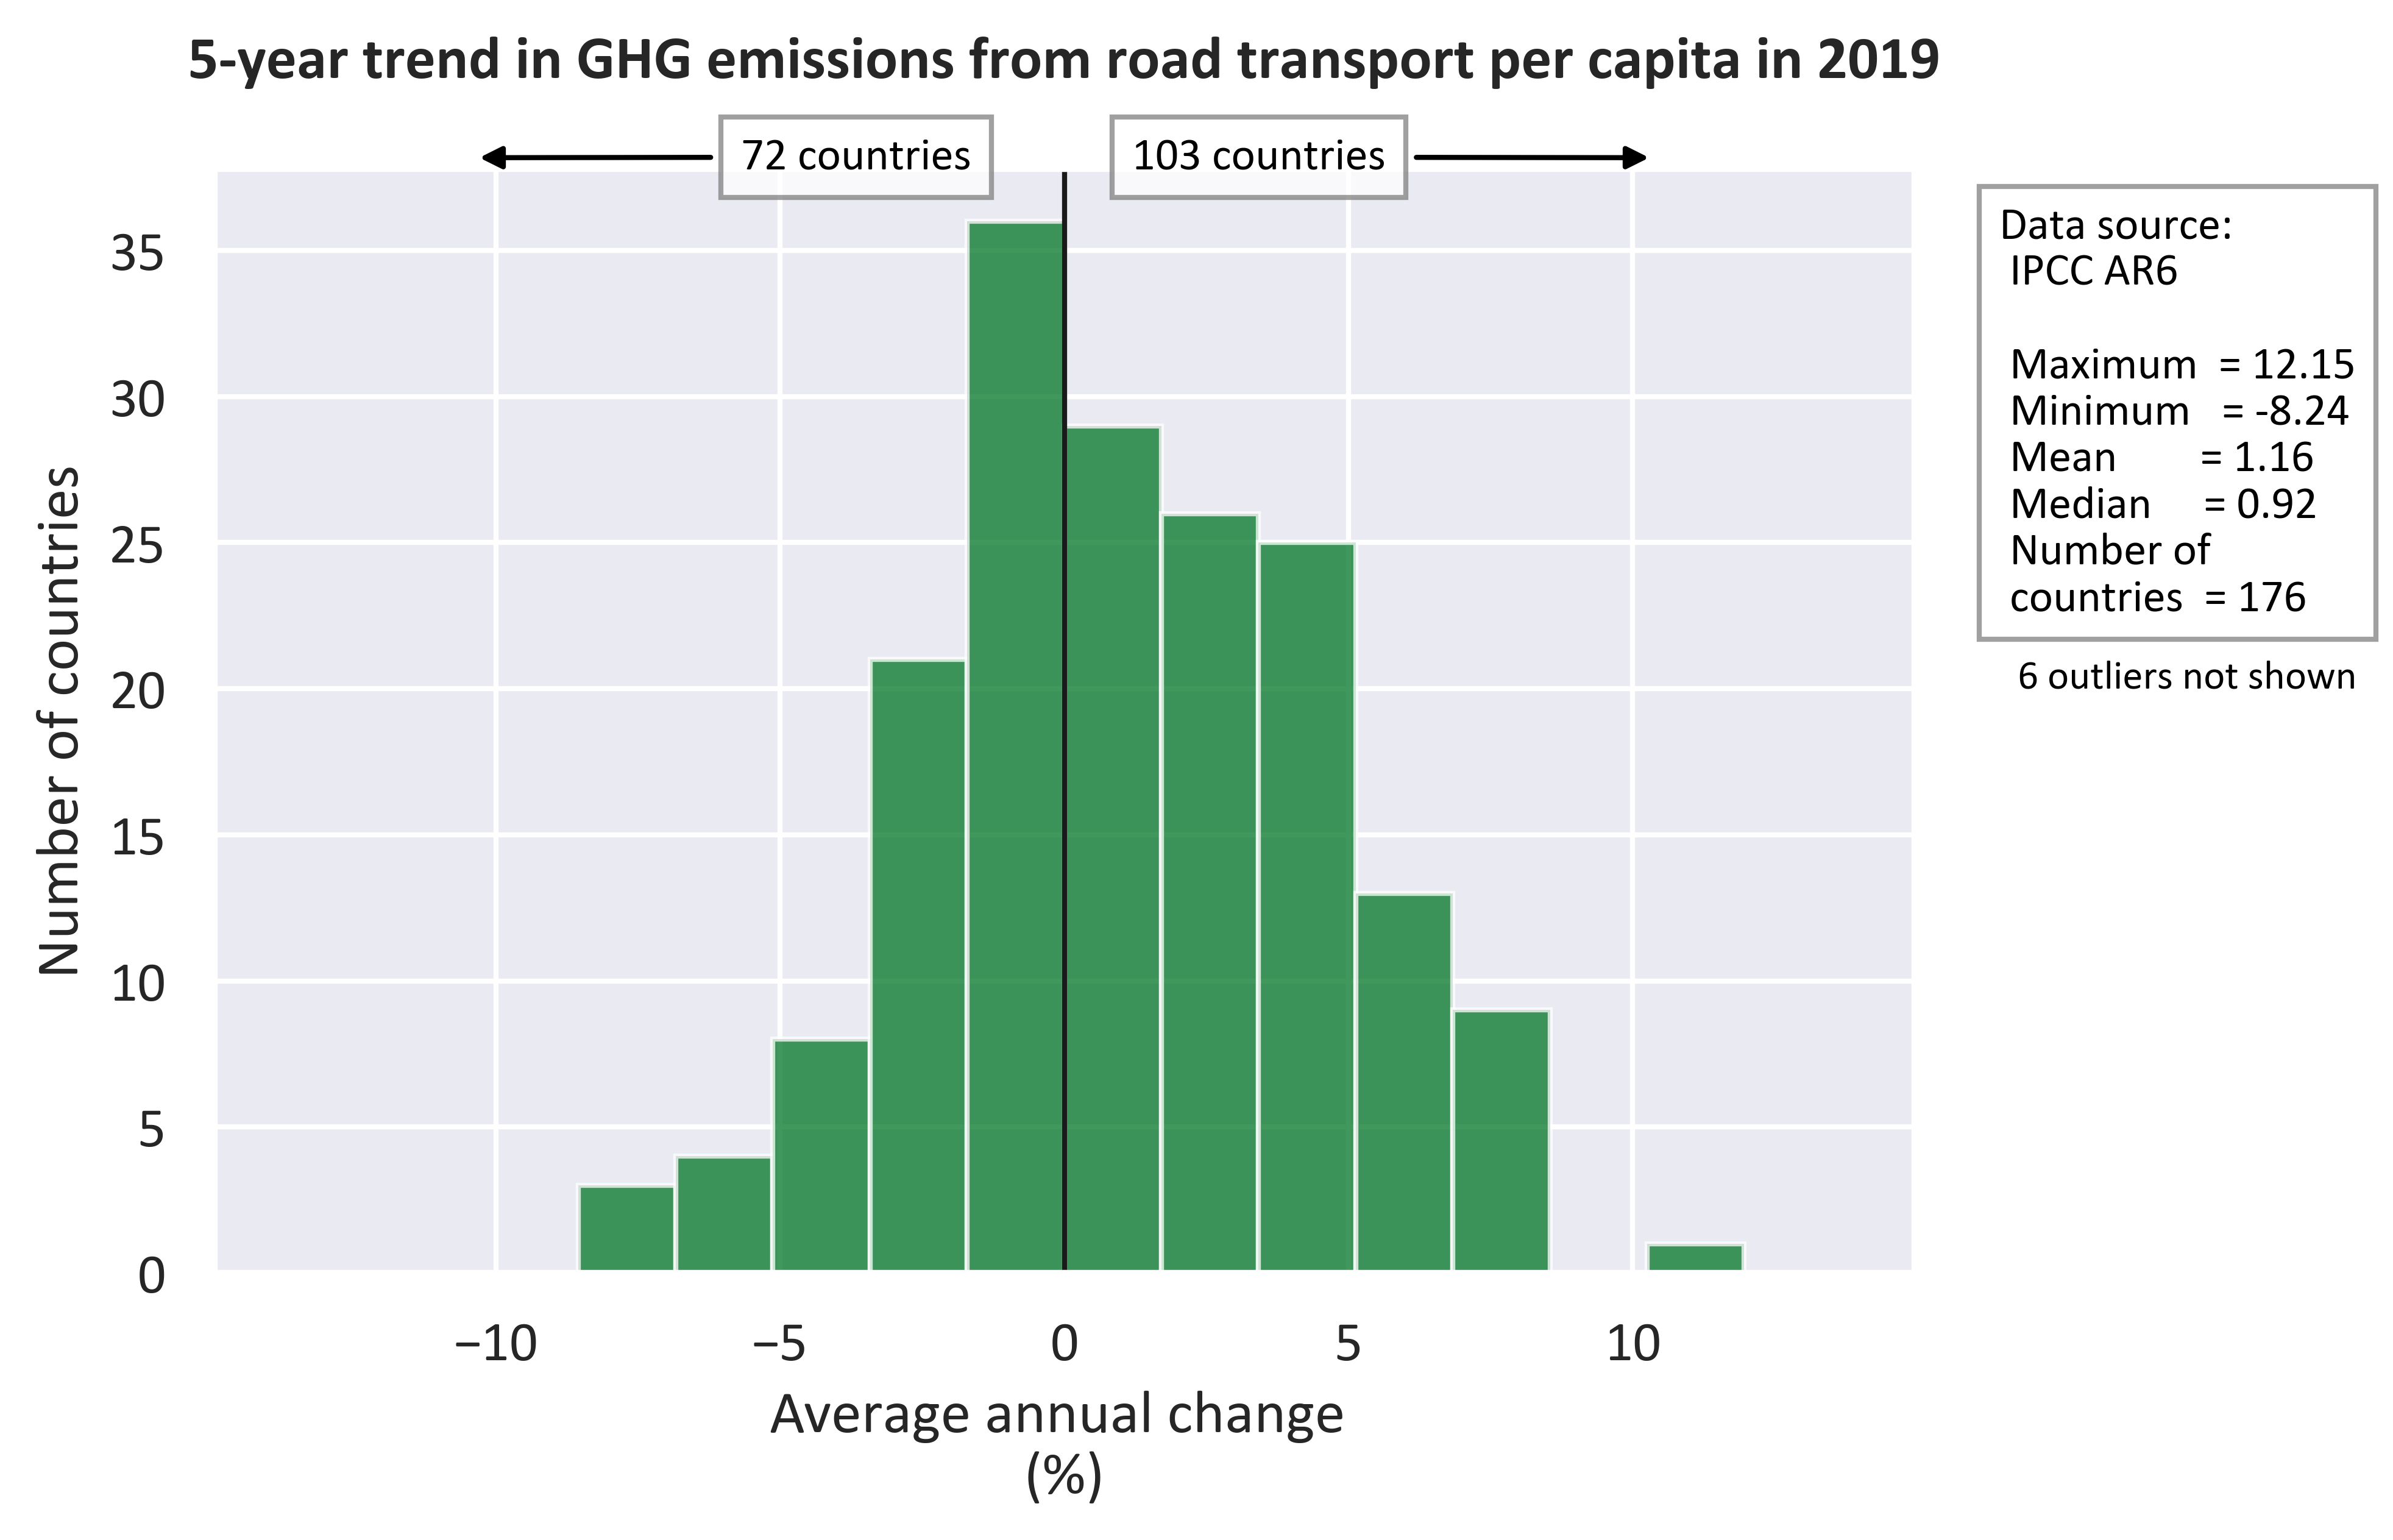 5-year trend in GHG emissions from road transport per capita in 2019
72 countries
103 countries
Number of countries
35
30
25
20
15
10
5
0
−10
−5
0
5
10
Average annual change
(%)
Data source:
IPCC AR6
Maximum = 12.15
Minimum = -8.24
Mean = 1.16
Median = 0.92
Number of
countries = 176
6 outliers not shown